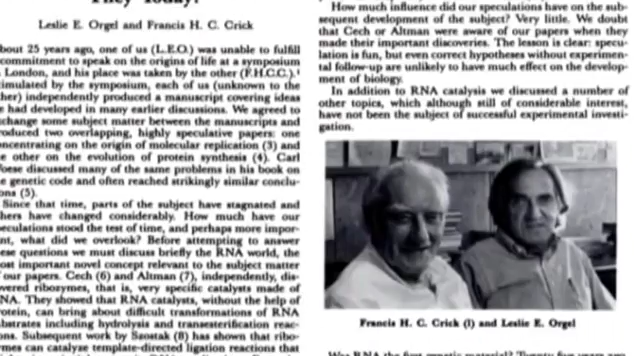 They Today?
Leslie E. Orgel and Francis H. C. Crick
bout 25 years ago, one of us (L.E.O.) was unable to fulfill
commitment to speak on the origins of life at a symposium
London, and his place was taken by the other (F.H.C.C.).¹
timulated by the symposium, each of us (unknown to the
her) independently produced a manuscript covering ideas
had developed in many earlier discussions. We agreed to
change some subject matter between the manuscripts and
roduced two overlapping, highly speculative papers: one
oncentrating on the origin of molecular replication (3) and
e other on the evolution of protein synthesis (4). Carl
oese discussed many of the same problems in his book on
e genetic code and often reached strikingly similar conclu-
ons (5).
Since that time, parts of the subject have stagnated and
hers have changed considerably. How much have our
eculations stood the test of time, and perhaps more impor-
nt, what did we overlook? Before attempting to answer
ese questions we must discuss briefly the RNA world, the
ost important novel concept relevant to the subject matter
our papers. Cech (6) and Altman (7), independently, dis-
vered ribozymes, that is, very specific catalysts made of
NA. They showed that RNA catalysts, without the help of
rotein, can bring about difficult transformations of RNA
bstrates including hydrolysis and transesterification reac-
ons. Subsequent work by Szostak (8) has shown that ribo-
ymes can catalyze template-directed ligation reactions that
How much influence did our speculations have on the sub-
sequent development of the subject? Very little. We doubt
that Cech or Altman were aware of our papers when they
made their important discoveries. The lesson is clear: specu-
lation is fun, but even correct hypotheses without experimen-
tal follow-up are unlikely to have much effect on the develop-
ment of biology.
In addition to RNA catalysis we discussed a number of
other topics, which although still of considerable interest,
have not been the subject of successful experimental investi-
gation.
Francis H. C. Crick (l) and Leslie E. Orgel
Was RNA the first genetic material? Twenty-five years ago